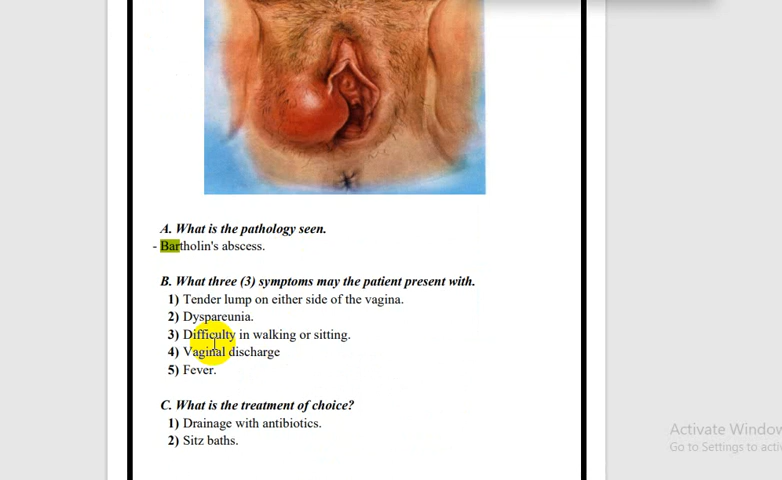 A. What is the pathology seen.
- Bartholin's abscess.
B. What three (3) symptoms may the patient present with.
1) Tender lump on either side of the vagina.
2) Dyspareunia.
3) Difficulty in walking or sitting.
4) Vaginal discharge
5) Fever.
C. What is the treatment of choice?
1) Drainage with antibiotics.
2) Sitz baths.
Activate Window
Go to Settings to acti